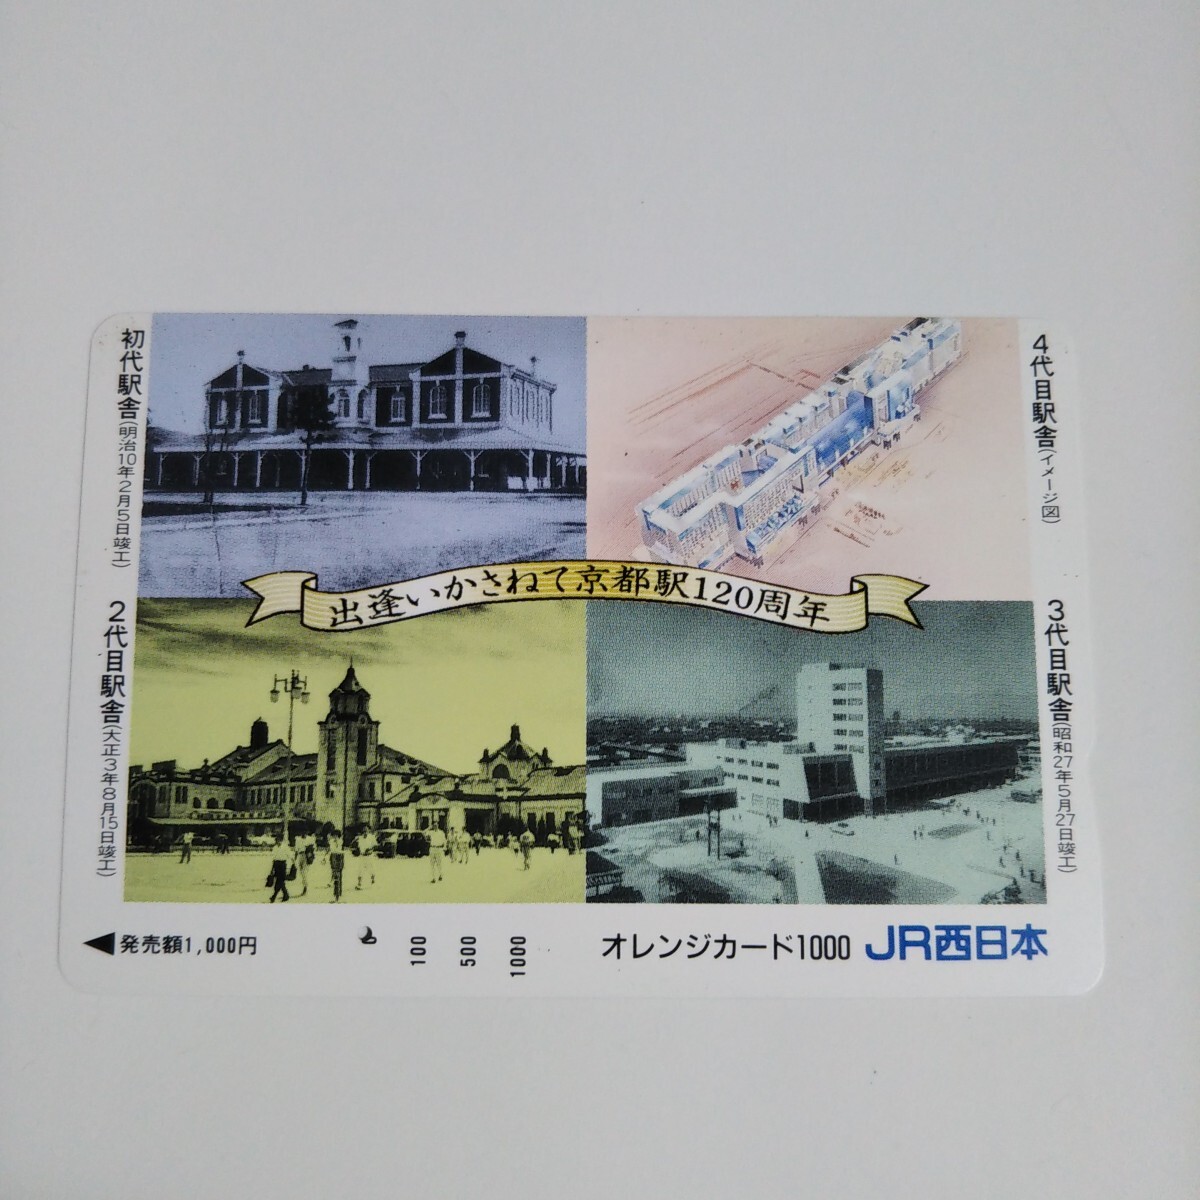 初代駅舎(明治10年2月5日竣工)
4代目駅舎(イメージ図)
出逢いかさねて京都駅120周年
2代目駅舎(大正3年8月15日竣工)
3代目駅舎(昭和27年5月27日竣工)
◀発売額1,000円
100
500
1000
オレンジカード1000 JR西日本